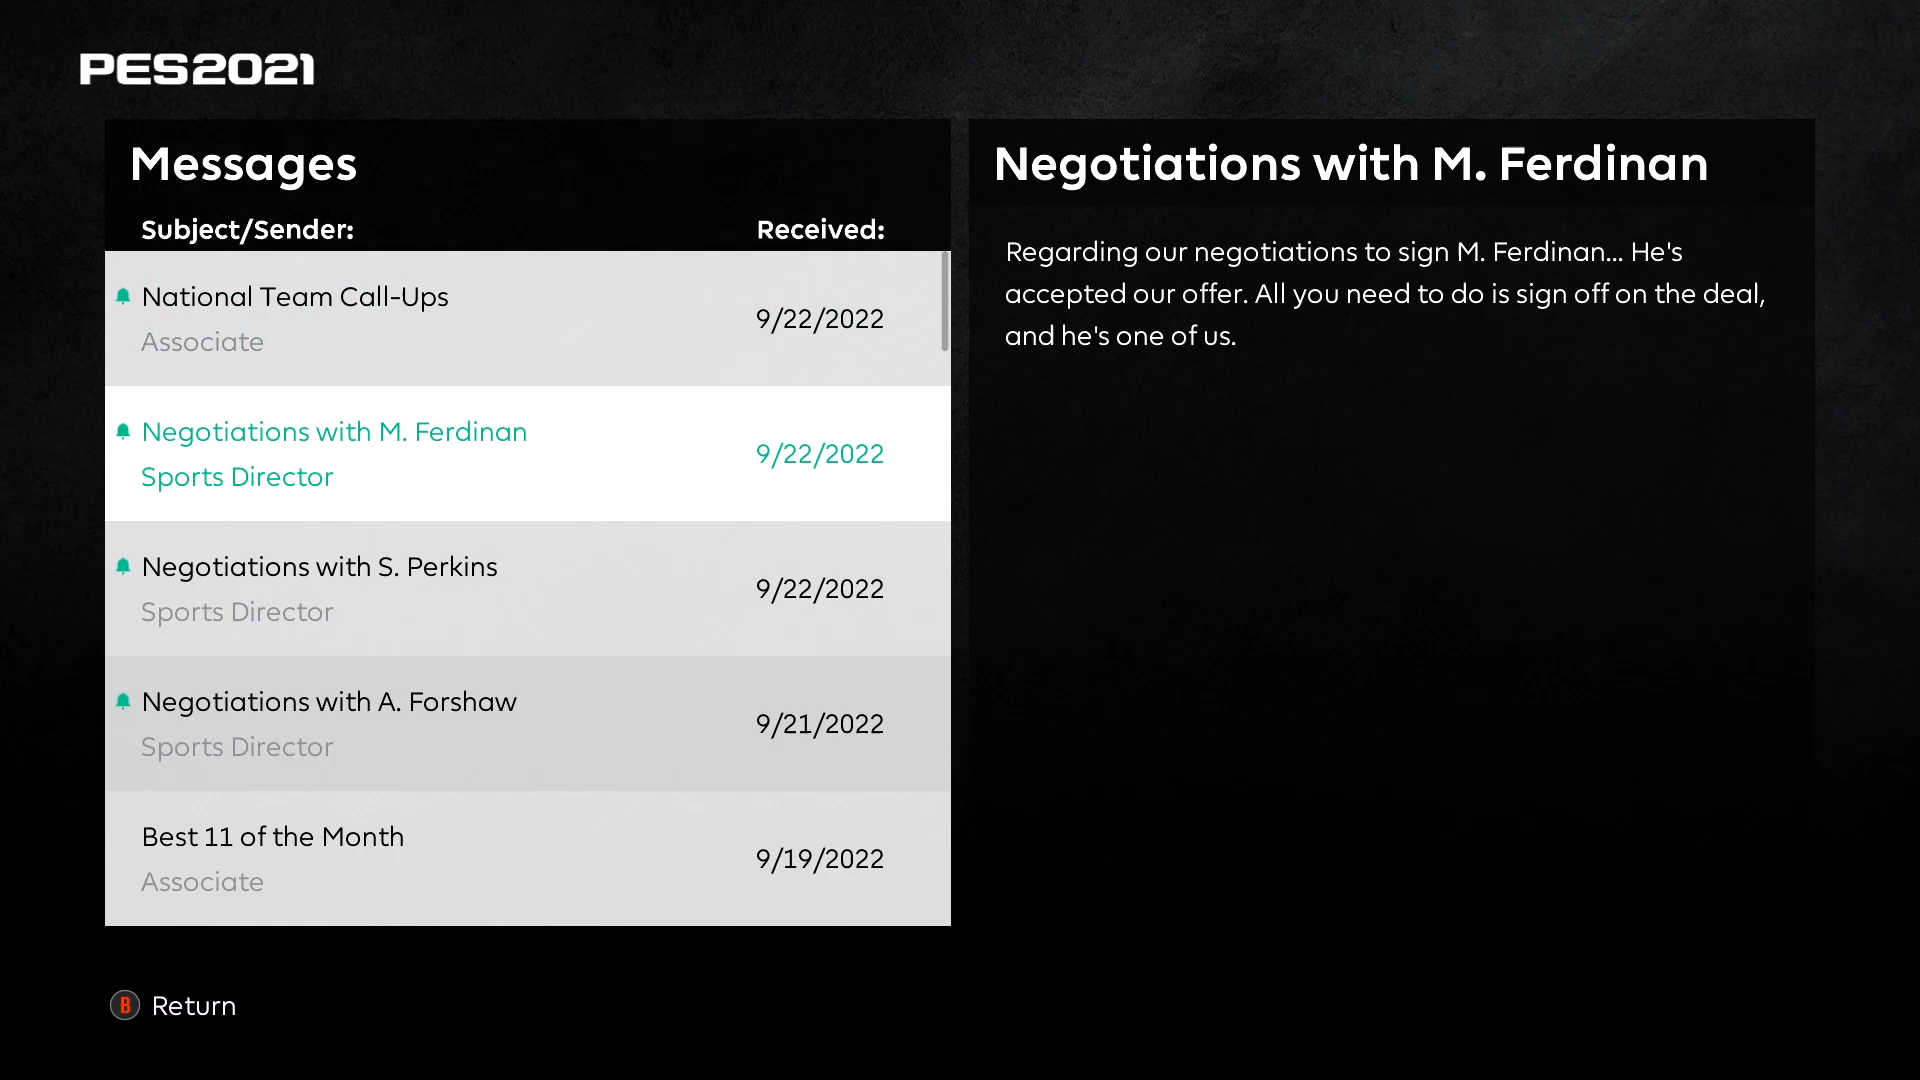 PES2021
Messages
Subject/Sender: Received:
National Team Call-Ups
Associate
9/22/2022
Negotiations with M. Ferdinan
Sports Director
9/22/2022
Negotiations with S. Perkins
Sports Director
9/22/2022
Negotiations with A. Forshaw
Sports Director
9/21/2022
Best 11 of the Month
Associate
9/19/2022
Negotiations with M. Ferdinan
Regarding our negotiations to sign M. Ferdinan... He's
accepted our offer. All you need to do is sign off on the deal,
and he's one of us.
B Return